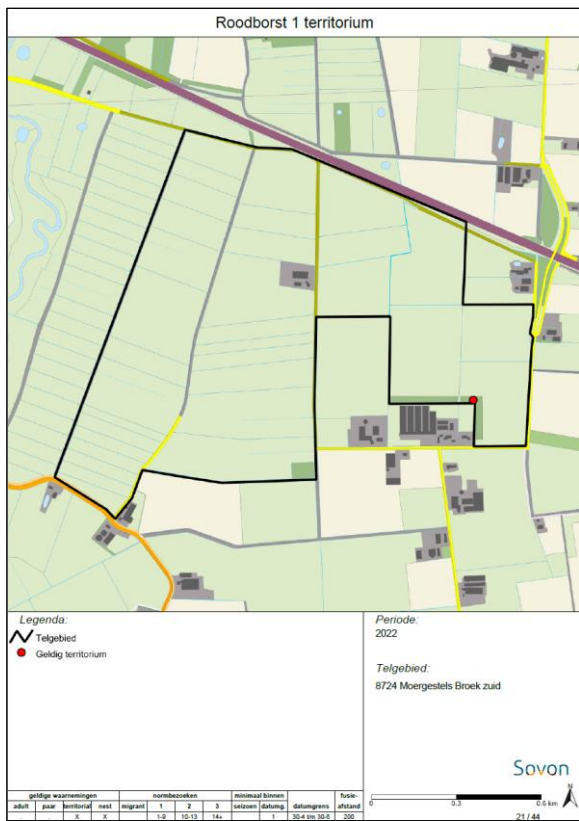 Roodborst 1 territorium
Legenda:
Telgebied
Geldig territorium
Periode:
2022
Telgebied:
8724 Moergestels Broek zuid
Sovon
geldige waarnemingen normbezoeken minimaal binnen fusie-
adult paar territoriaal nest migrant 1 2 3 seizoen datumg. datumgrens afstand
. . X X 1-9 10-13 14+ 1 30-4 t/m 30-6 200
0 0.3 0.6 km
21 / 44